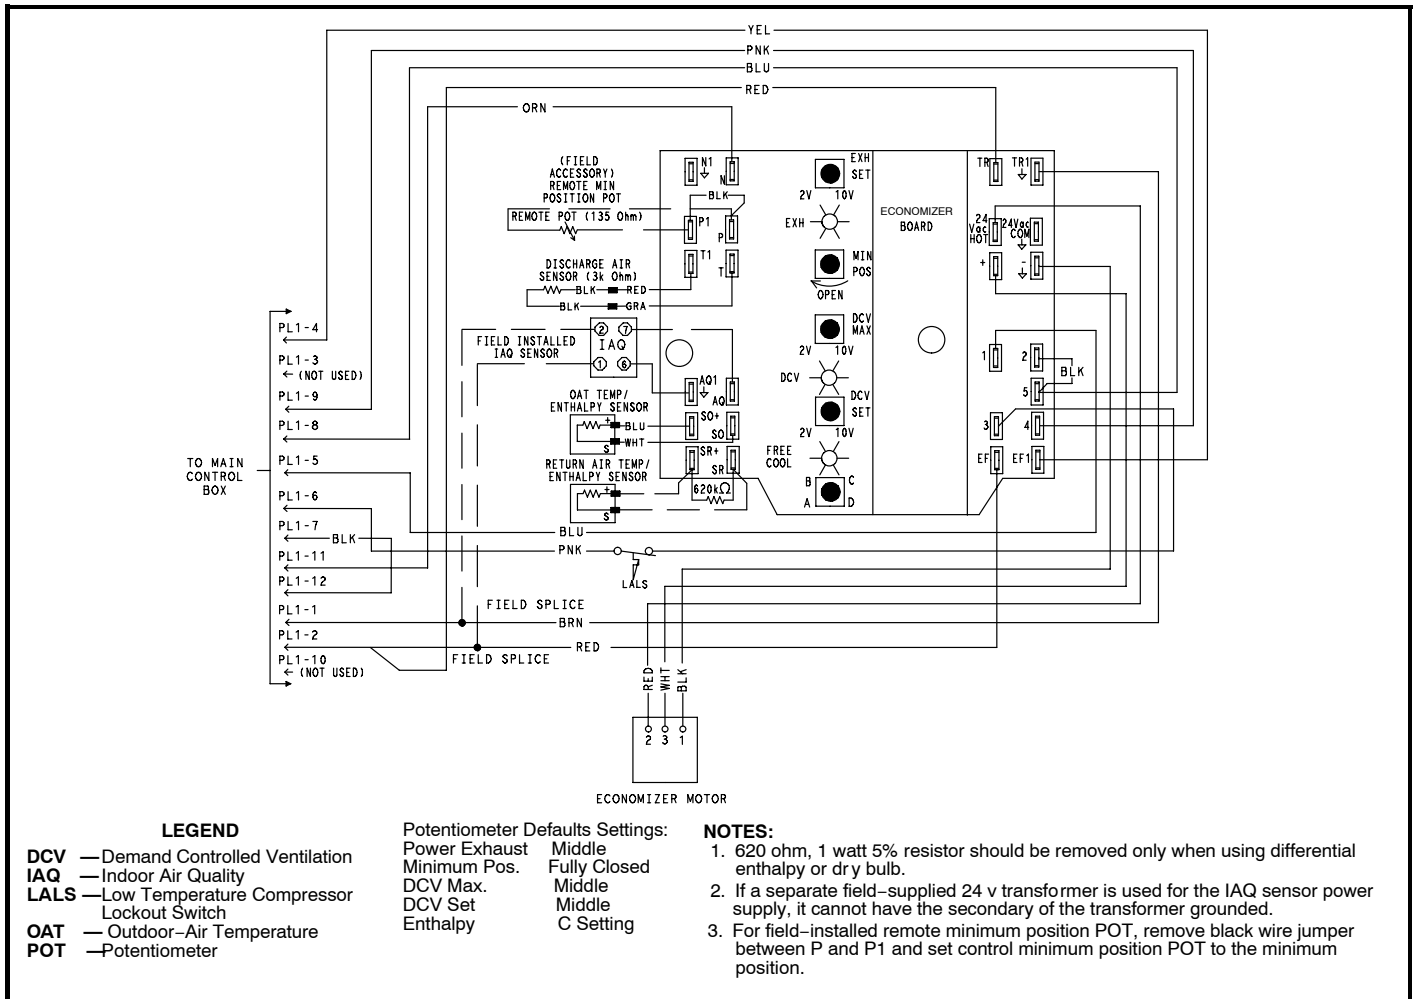 YEL
PNK
BLU
RED
ORN
(FIELD
ACCESSORY)
REMOTE MIN
POSITION POT
REMOTE POT (135 Ohm)
DISCHARGE AIR
SENSOR (3k Ohm)
BLK RED
BLK GRA
FIELD INSTALLED
IAQ SENSOR
2 7
IAQ
1 6
OAT TEMP/
ENTHALPY SENSOR
+ BLU
S WHT
RETURN AIR TEMP/
ENTHALPY SENSOR
+
S
620kΩ
N1 N
BLK
P1 P
T1 T
AQ1 AQ
SO+ SO
SR+ SR
EXH
SET
2V 10V
EXH
MIN
POS
OPEN
DCV
MAX
2V 10V
DCV
DCV
SET
2V 10V
FREE
COOL
B C
A D
ECONOMIZER
BOARD
TR TR1
24
Vac
HOT
24Vac
COM
+ -
1 2
BLK
5
3 4
EF EF1
TO MAIN
CONTROL
BOX
PL1-4
PL1-3
(NOT USED)
PL1-9
PL1-8
PL1-5
PL1-6
PL1-7
BLK
PL1-11
PL1-12
PL1-1
PL1-2
PL1-10
(NOT USED)
BLU
PNK
LALS
FIELD SPLICE
BRN
RED
FIELD SPLICE
RED WHT BLK
2 3 1
ECONOMIZER MOTOR
LEGEND
DCV — Demand Controlled Ventilation
IAQ — Indoor Air Quality
LALS — Low Temperature Compressor
Lockout Switch
OAT — Outdoor−Air Temperature
POT — Potentiometer
Potentiometer Defaults Settings:
Power Exhaust Middle
Minimum Pos. Fully Closed
DCV Max. Middle
DCV Set Middle
Enthalpy C Setting
NOTES:
1. 620 ohm, 1 watt 5% resistor should be removed only when using differential
enthalpy or dry bulb.
2. If a separate field−supplied 24 v transformer is used for the IAQ sensor power
supply, it cannot have the secondary of the transformer grounded.
3. For field−installed remote minimum position POT, remove black wire jumper
between P and P1 and set control minimum position POT to the minimum
position.